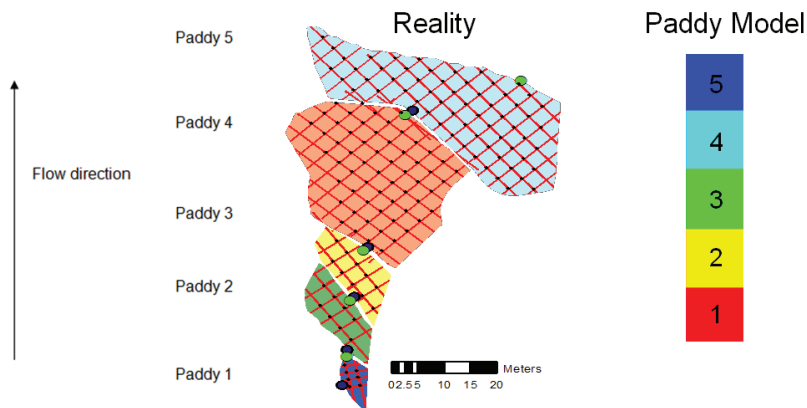 Reality
Paddy Model
Paddy 5
Paddy 4
Flow direction
Paddy 3
Paddy 2
Paddy 1
5
4
3
2
1
Meters
0 2.5 5 10 15 20